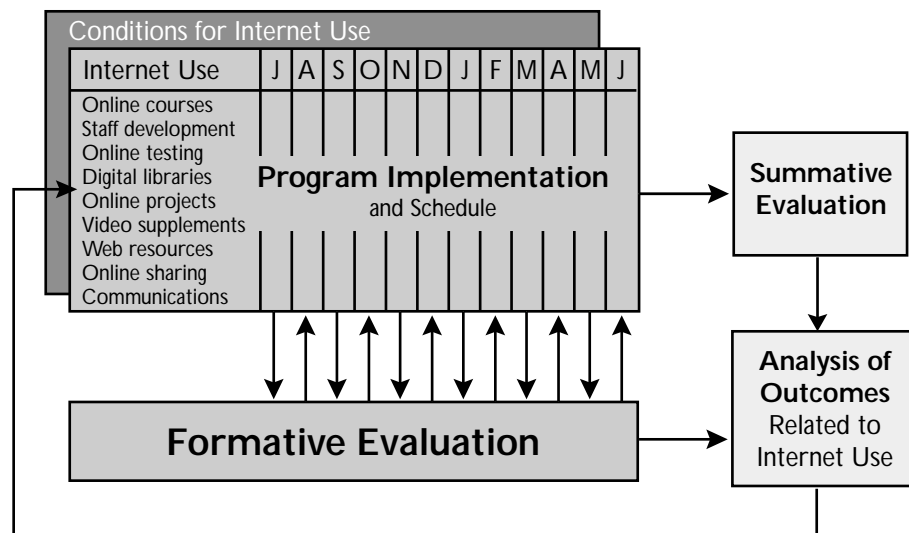 Conditions for Internet Use
Internet Use J A S O N D J F M A M J
Online courses
Staff development
Online testing
Digital libraries
Online projects
Video supplements
Web resources
Online sharing
Communications
Program Implementation
and Schedule
Summative
Evaluation
Formative Evaluation
Analysis of
Outcomes
Related to
Internet Use